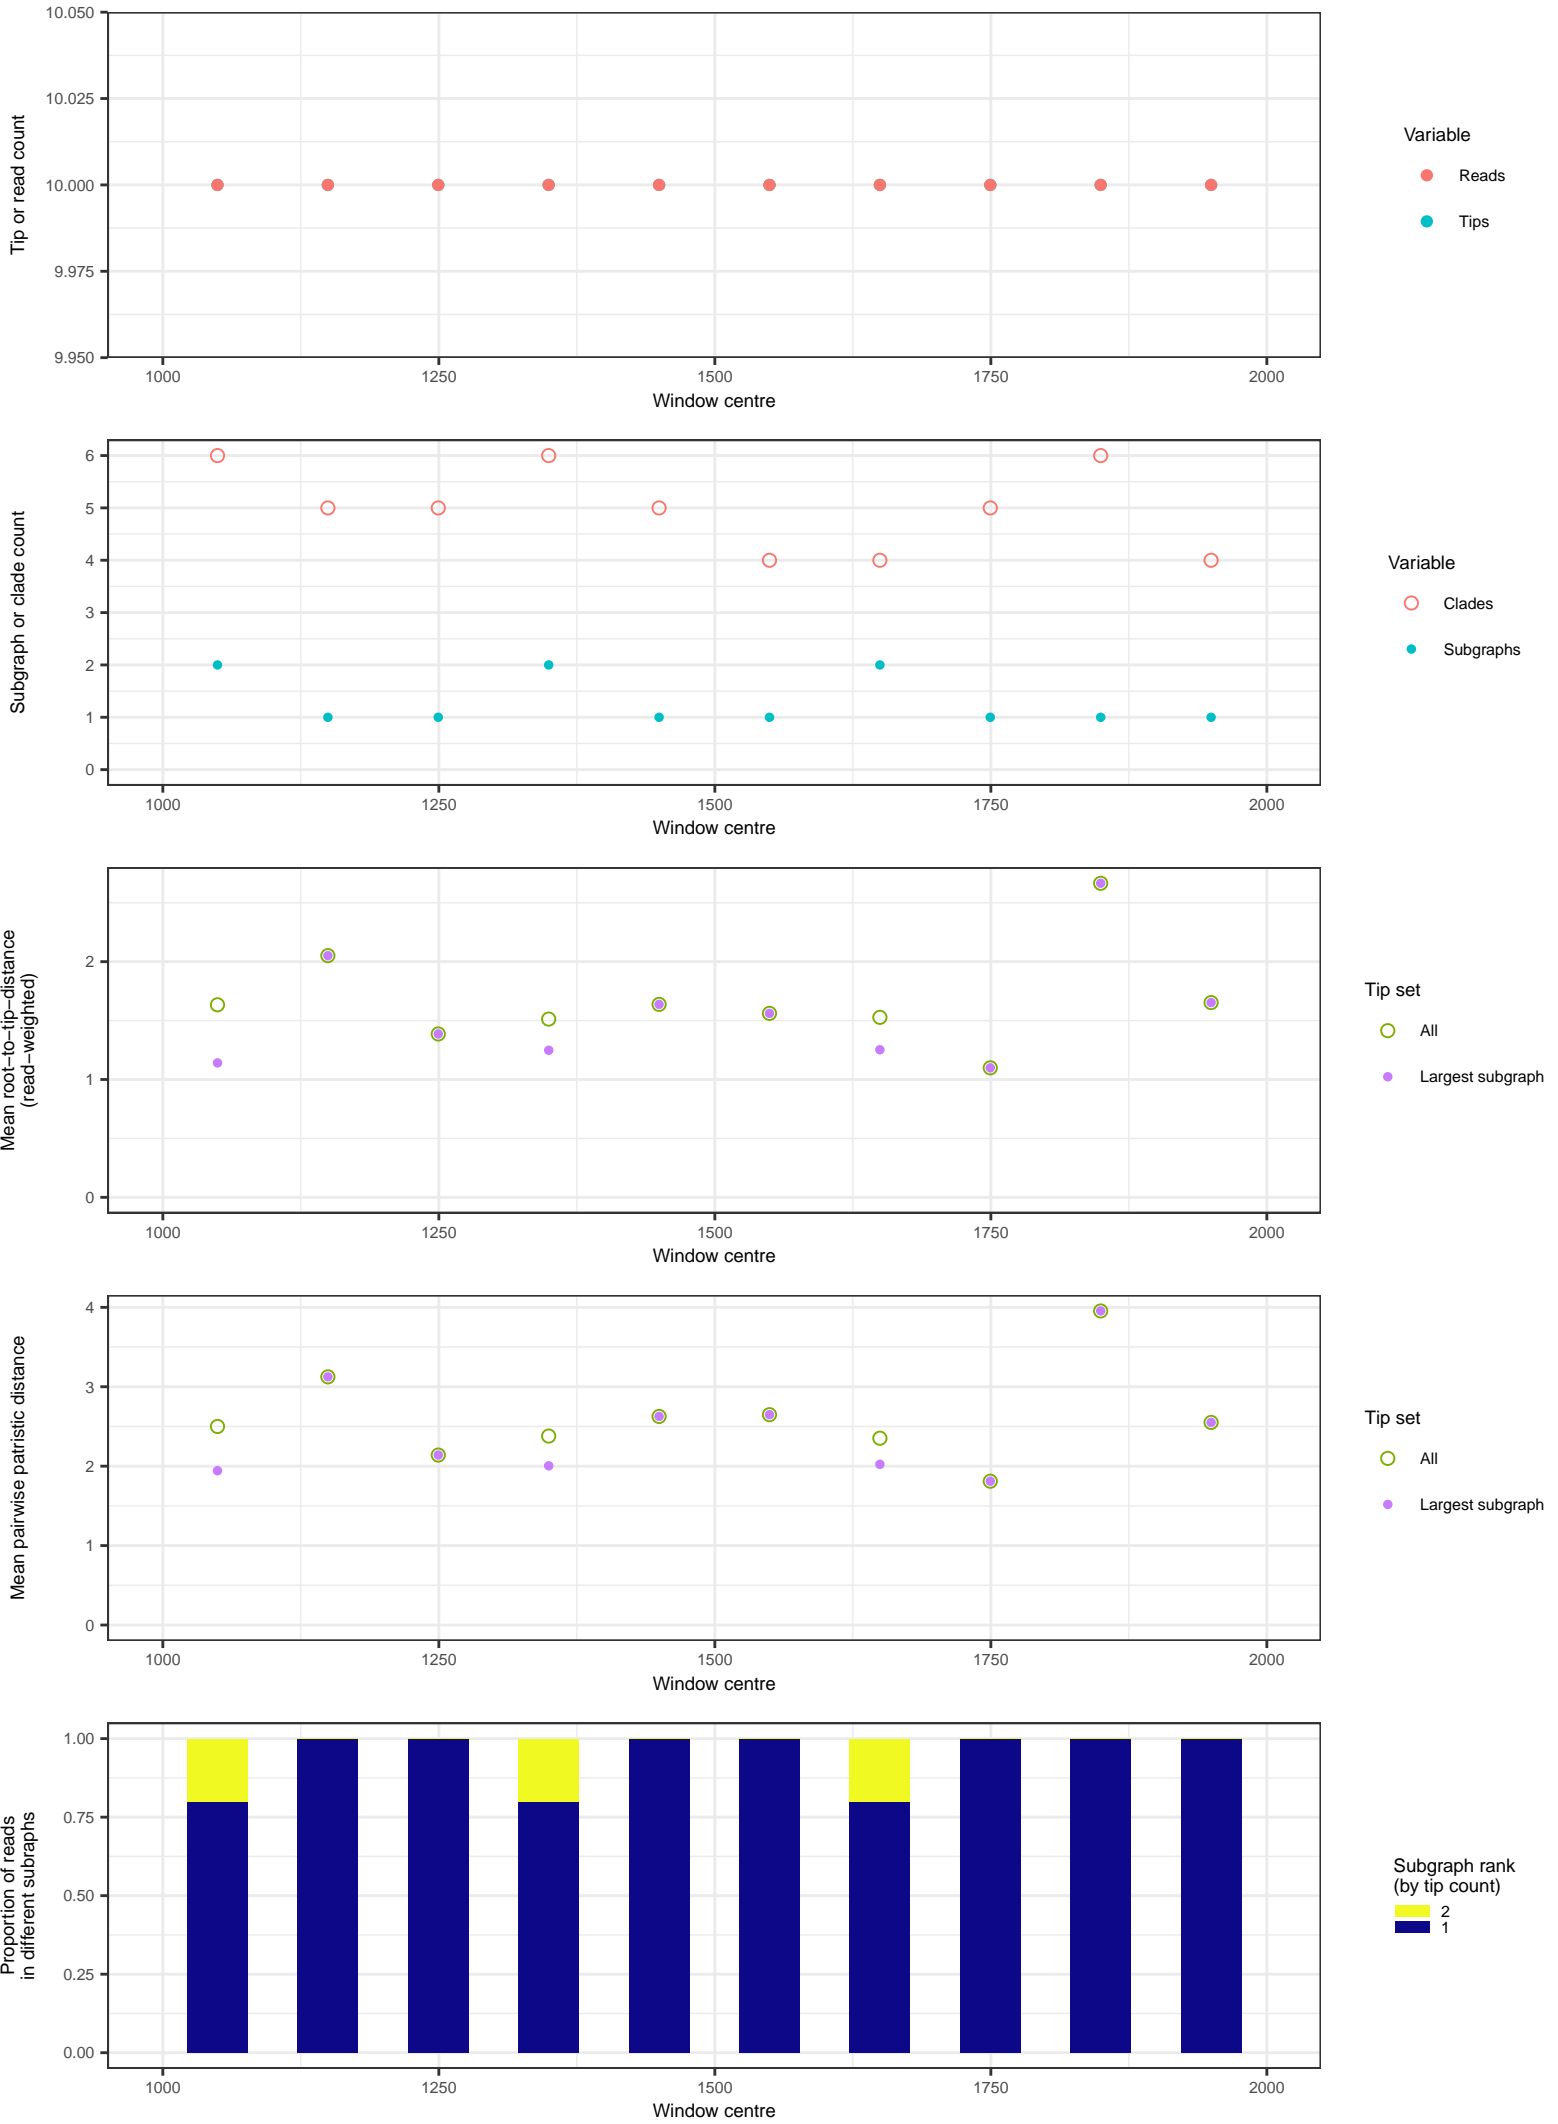 10.050
10.025
10.000
9.975
9.950
Tip or read count
1000 1250 1500 1750 2000
Window centre
Variable
Reads
Tips
6
5
4
3
2
1
0
Subgraph or clade count
1000 1250 1500 1750 2000
Window centre
Variable
Clades
Subgraphs
2
1
0
Mean root−to−tip−distance
(read−weighted)
1000 1250 1500 1750 2000
Window centre
Tip set
All
Largest subgraph
4
3
2
1
0
Mean pairwise patristic distance
1000 1250 1500 1750 2000
Window centre
Tip set
All
Largest subgraph
1.00
0.75
0.50
0.25
0.00
Proportion of reads
in different subraphs
1000 1250 1500 1750 2000
Window centre
Subgraph rank
(by tip count)
2
1